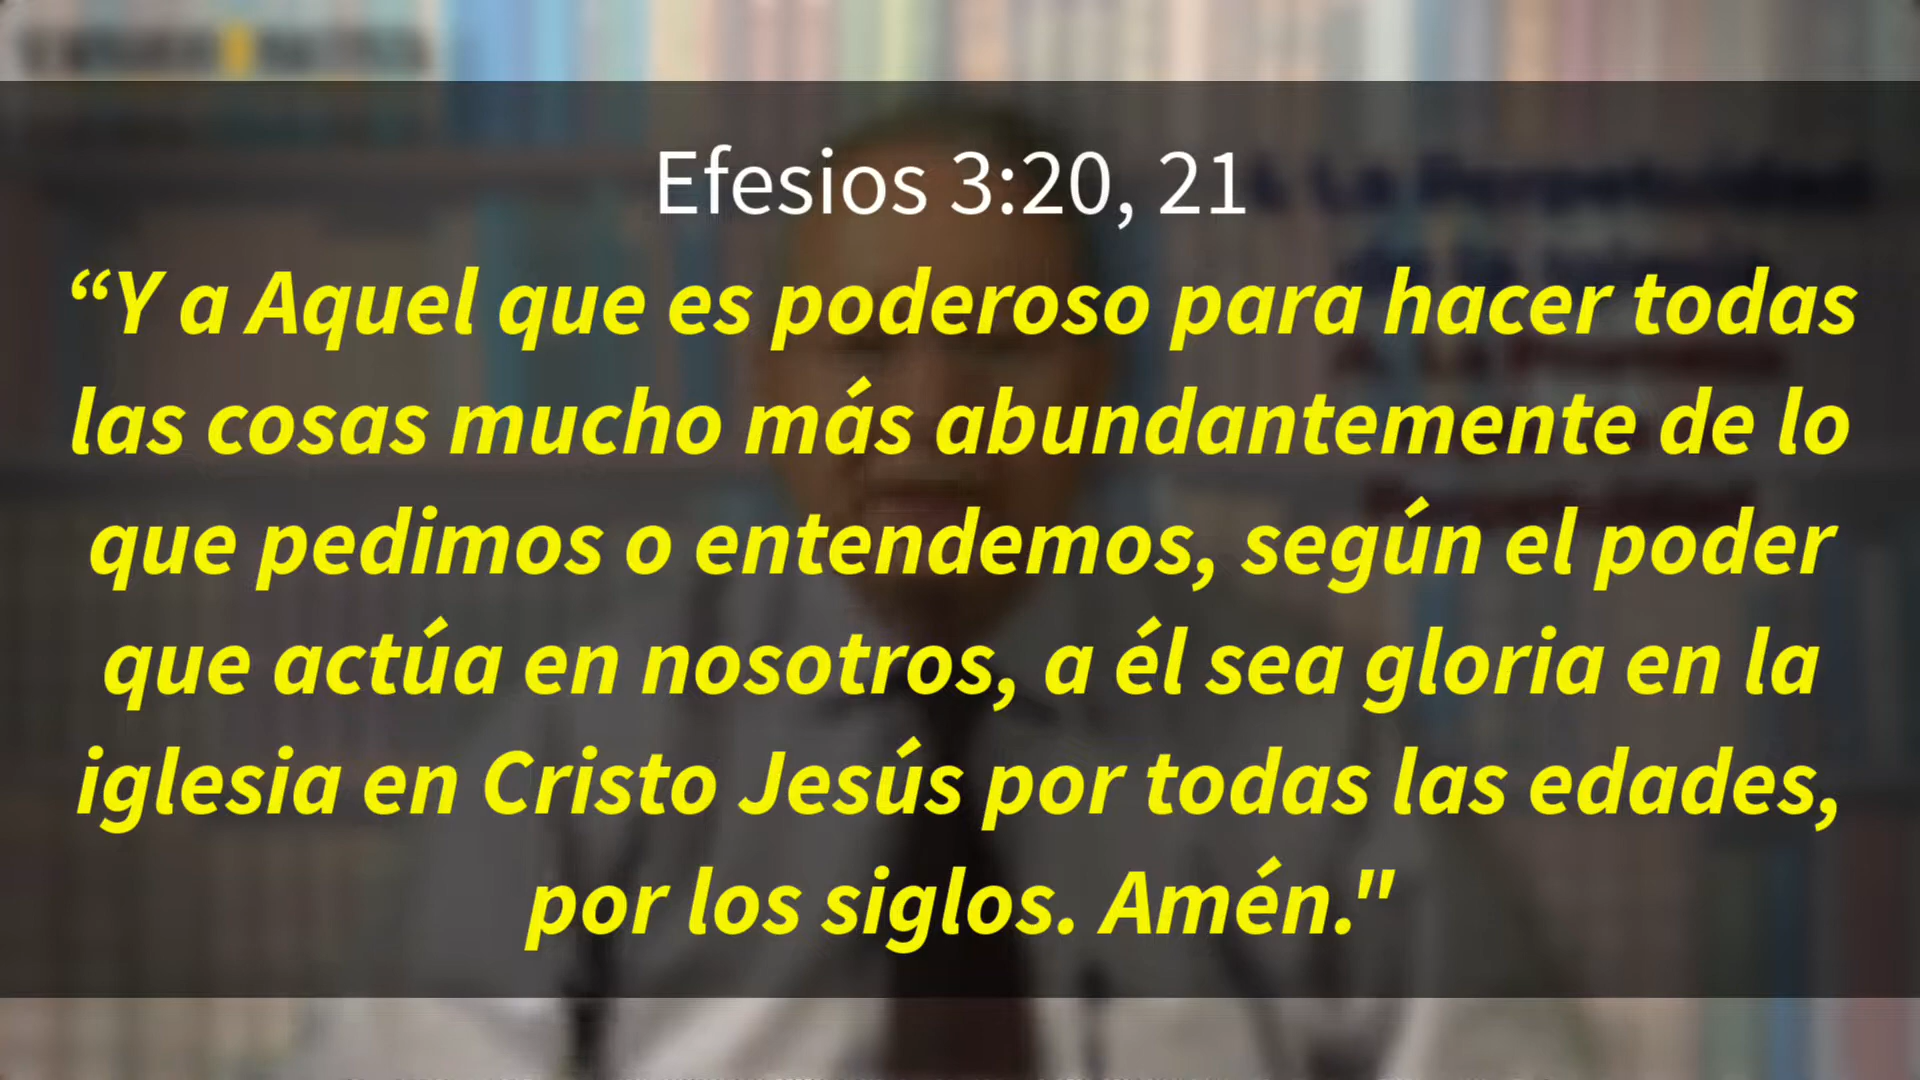 Efesios 3:20, 21
“Y a Aquel que es poderoso para hacer todas
las cosas mucho más abundantemente de lo
que pedimos o entendemos, según el poder
que actúa en nosotros, a él sea gloria en la
iglesia en Cristo Jesús por todas las edades,
por los siglos. Amén."